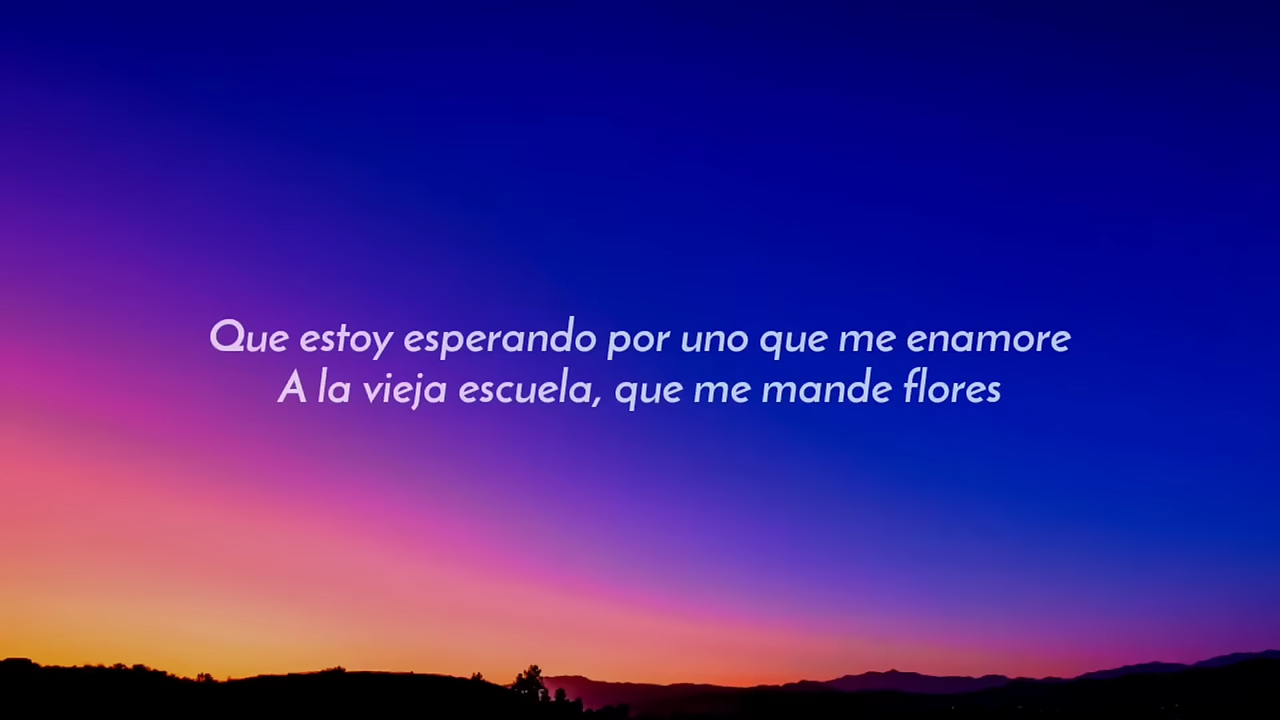 Que estoy esperando por uno que me enamore
A la vieja escuela, que me mande flores